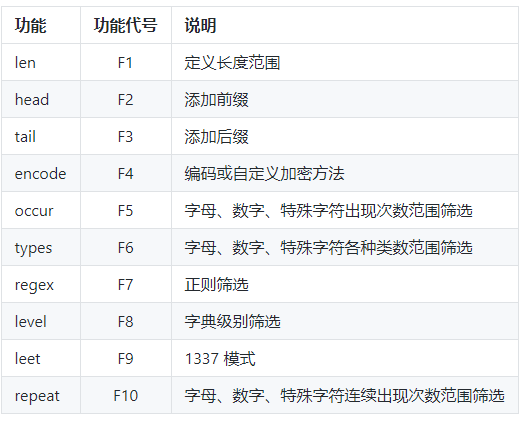 功能 功能代号 说明
len F1 定义长度范围
head F2 添加前缀
tail F3 添加后缀
encode F4 编码或自定义加密方法
occur F5 字母、数字、特殊字符出现次数范围筛选
types F6 字母、数字、特殊字符各种类数范围筛选
regex F7 正则筛选
level F8 字典级别筛选
leet F9 1337 模式
repeat F10 字母、数字、特殊字符连续出现次数范围筛选